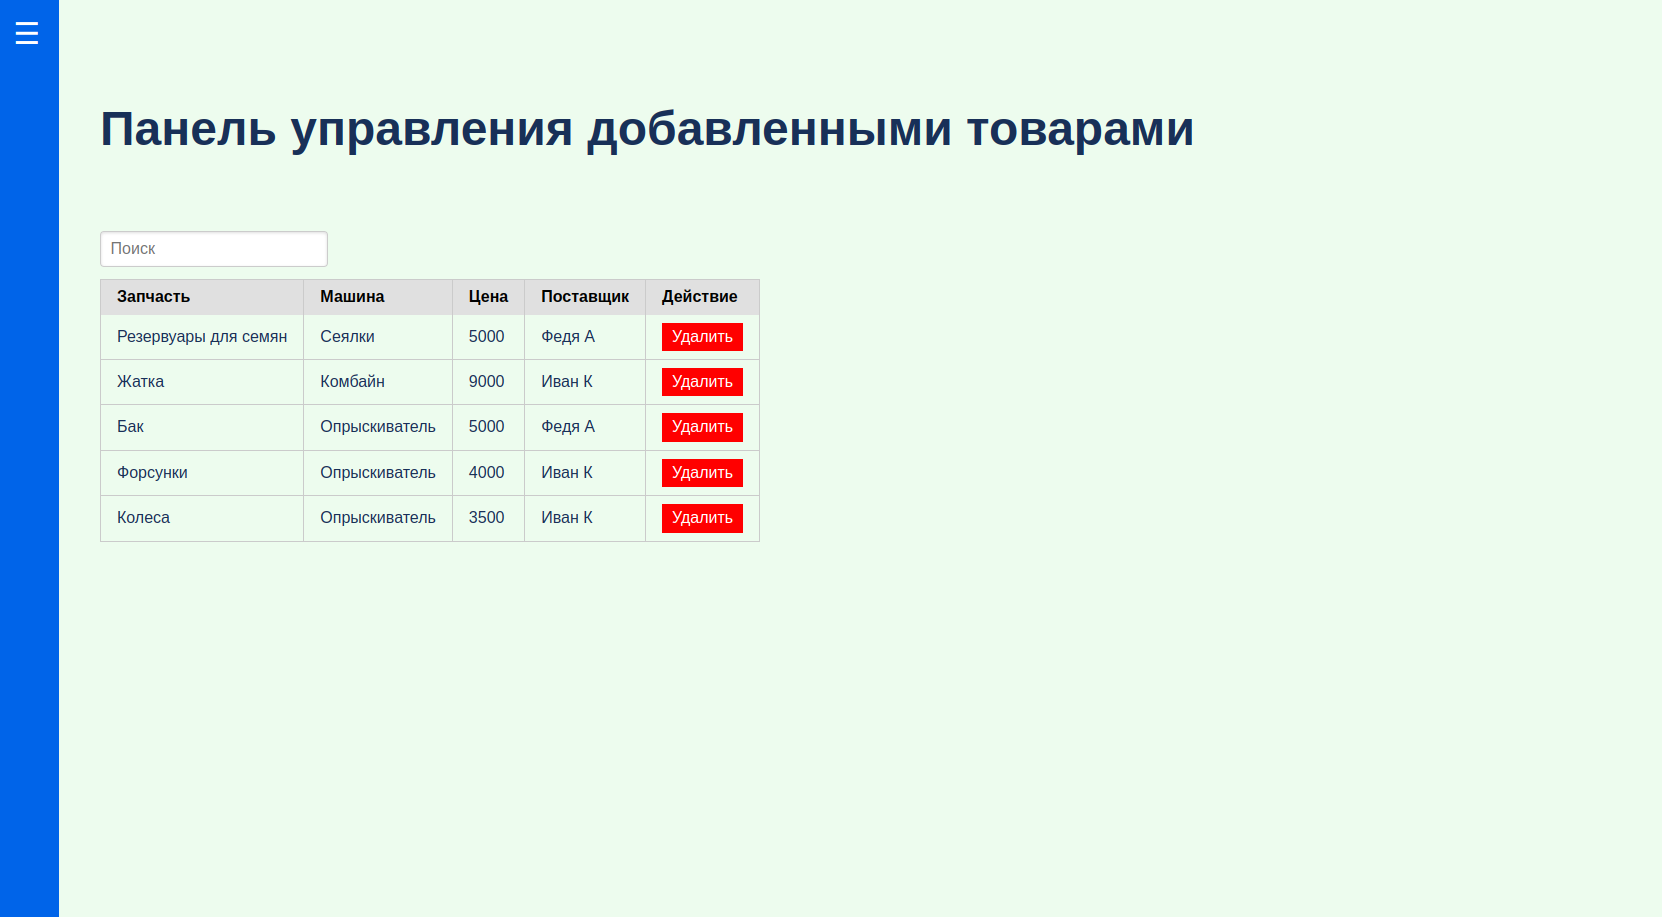 Панель управления добавленными товарами
Поиск
Запчасть Машина Цена Поставщик Действие
Резервуары для семян Сеялки 5000 Федя А Удалить
Жатка Комбайн 9000 Иван К Удалить
Бак Опрыскиватель 5000 Федя А Удалить
Форсунки Опрыскиватель 4000 Иван К Удалить
Колеса Опрыскиватель 3500 Иван К Удалить